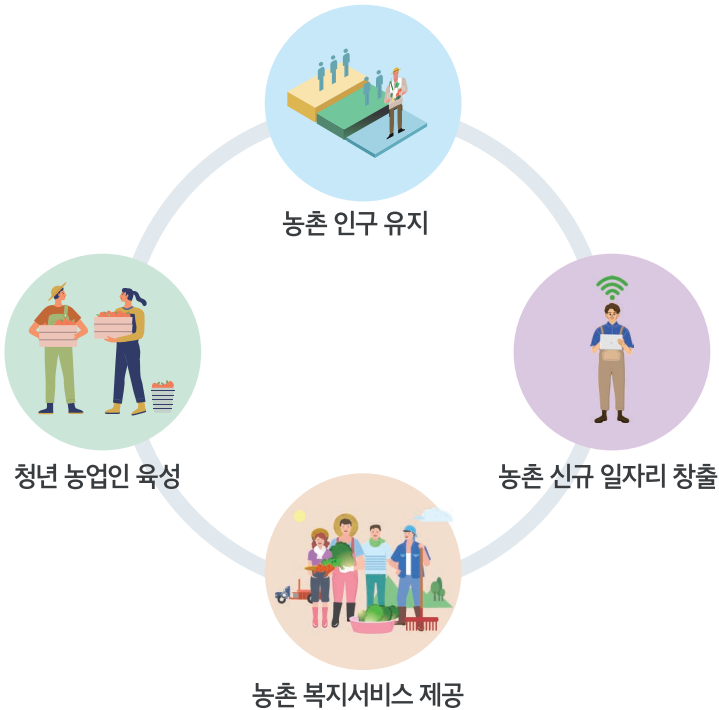 농촌 인구 유지
청년 농업인 육성
농촌 신규 일자리 창출
농촌 복지서비스 제공